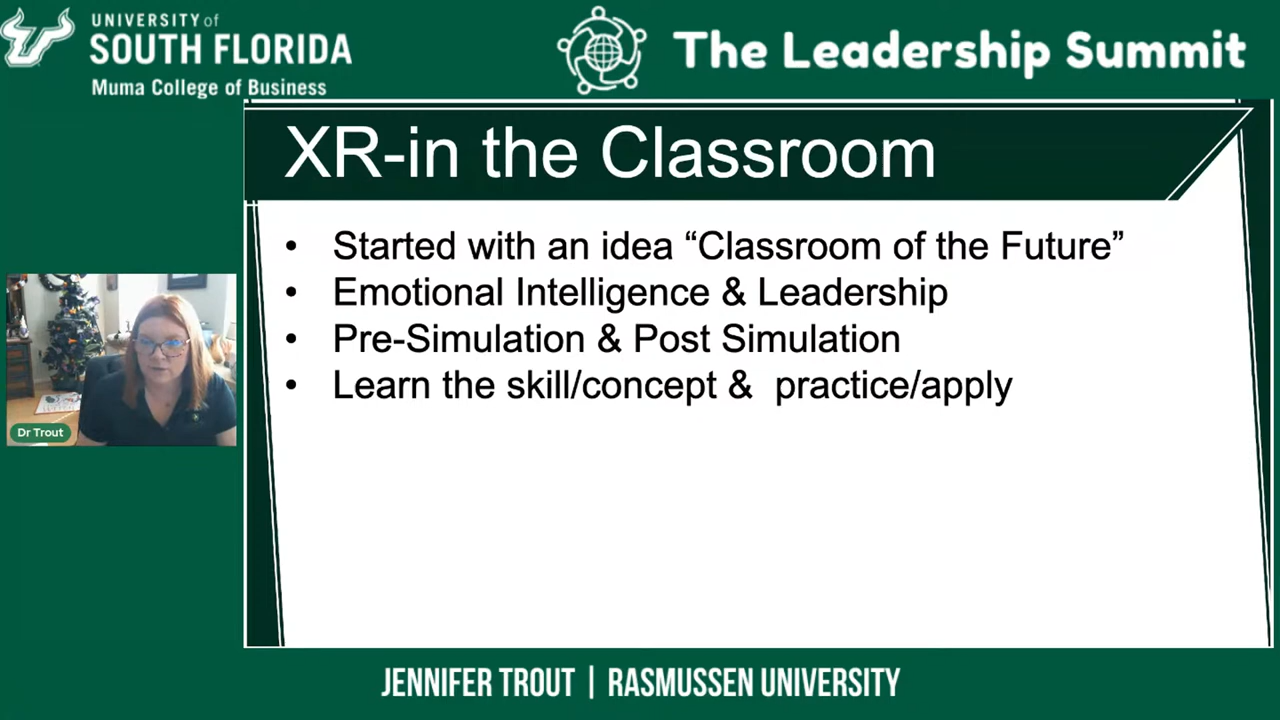 UNIVERSITY of
SOUTH FLORIDA
Muma College of Business
The Leadership Summit
XR-in the Classroom
• Started with an idea “Classroom of the Future”
• Emotional Intelligence & Leadership
• Pre-Simulation & Post Simulation
• Learn the skill/concept &  practice/apply
Dr Trout
JENNIFER TROUT | RASMUSSEN UNIVERSITY